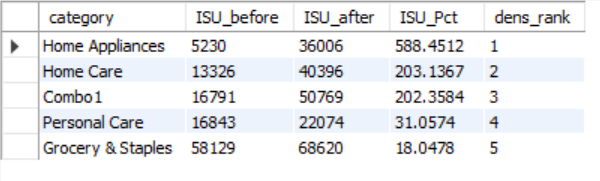 category ISU_before ISU_after ISU_Pct dens_rank
Home Appliances 5230 36006 588.4512 1
Home Care 13326 40396 203.1367 2
Combo1 16791 50769 202.3584 3
Personal Care 16843 22074 31.0574 4
Grocery & Staples 58129 68620 18.0478 5